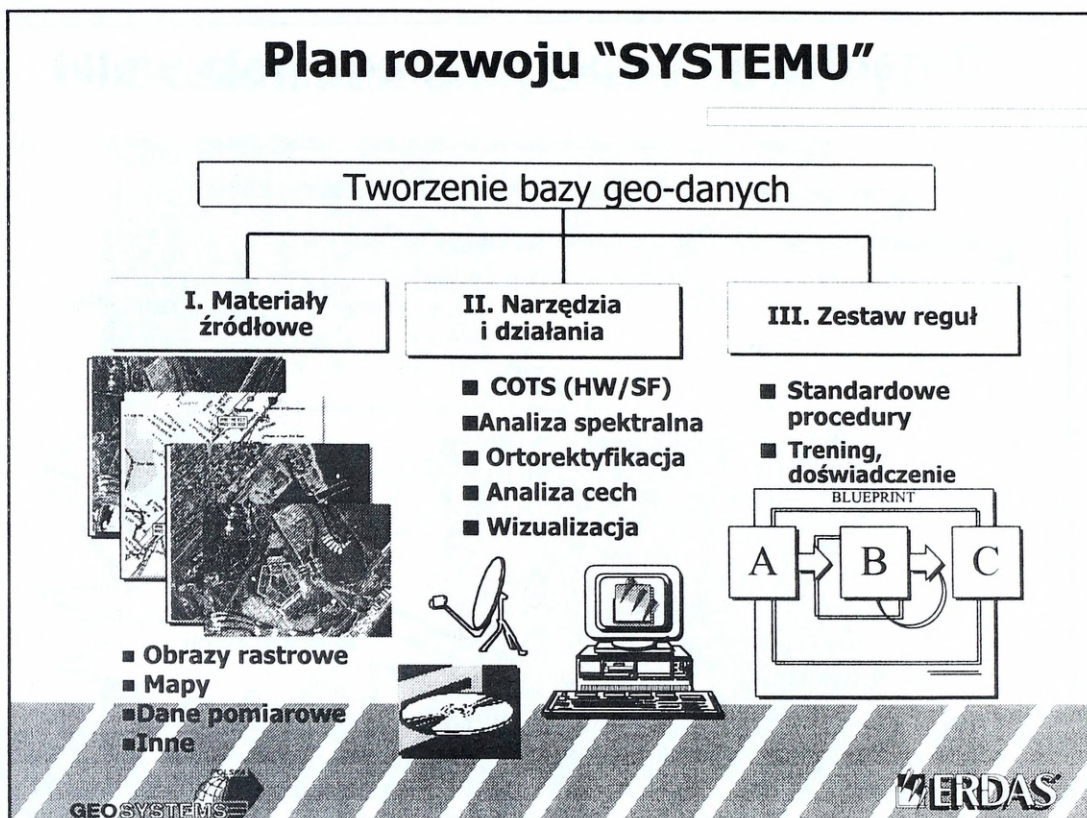 Plan rozwoju “SYSTEMU”
Tworzenie bazy geo-danych
I. Materiały
źródłowe
■ Obrazy rastrowe
■ Mapy
■Dane pomiarowe
■Inne
II. Narzędzia
i działania
■ COTS (HW/SF)
■Analiza spektralna
■ Ortorektyfikacja
■ Analiza cech
■ Wizualizacja
III. Zestaw reguł
■ Standardowe
procedury
■ Trening,
doświadczenie
BLUEPRINT
A B C
GEOSYSTEMS
ERDAS